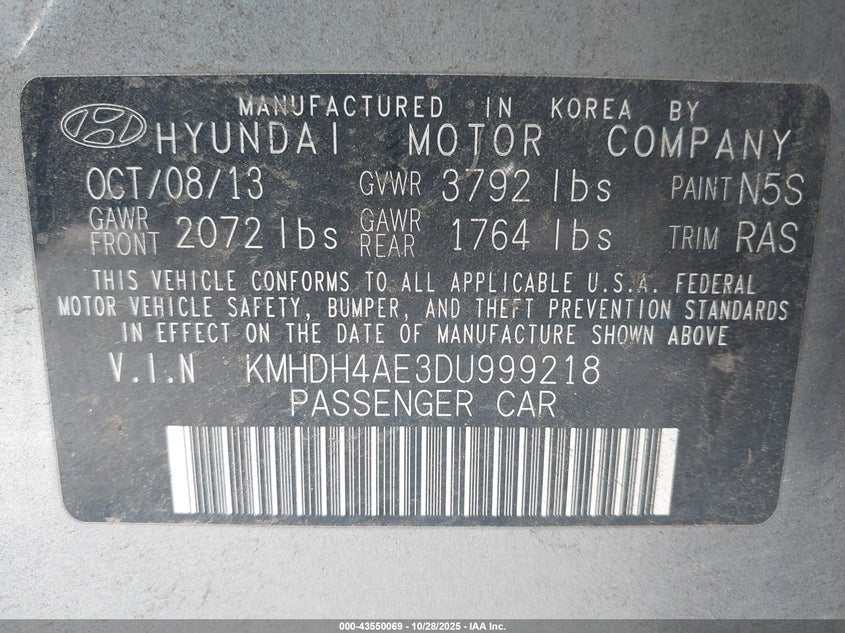 MANUFACTURED IN KOREA BY
HYUNDAI MOTOR COMPANY
OCT/08/13 GVWR 3792 lbs PAINT N5S
GAWR FRONT 2072 lbs GAWR REAR 1764 lbs TRIM RAS
THIS VEHICLE CONFORMS TO ALL APPLICABLE U.S.A. FEDERAL
MOTOR VEHICLE SAFETY, BUMPER, AND THEFT PREVENTION STANDARDS
IN EFFECT ON THE DATE OF MANUFACTURE SHOWN ABOVE
V.I.N KMHDH4AE3DU999218
PASSENGER CAR
000-43550069 - 10/28/2025 - IAA Inc.